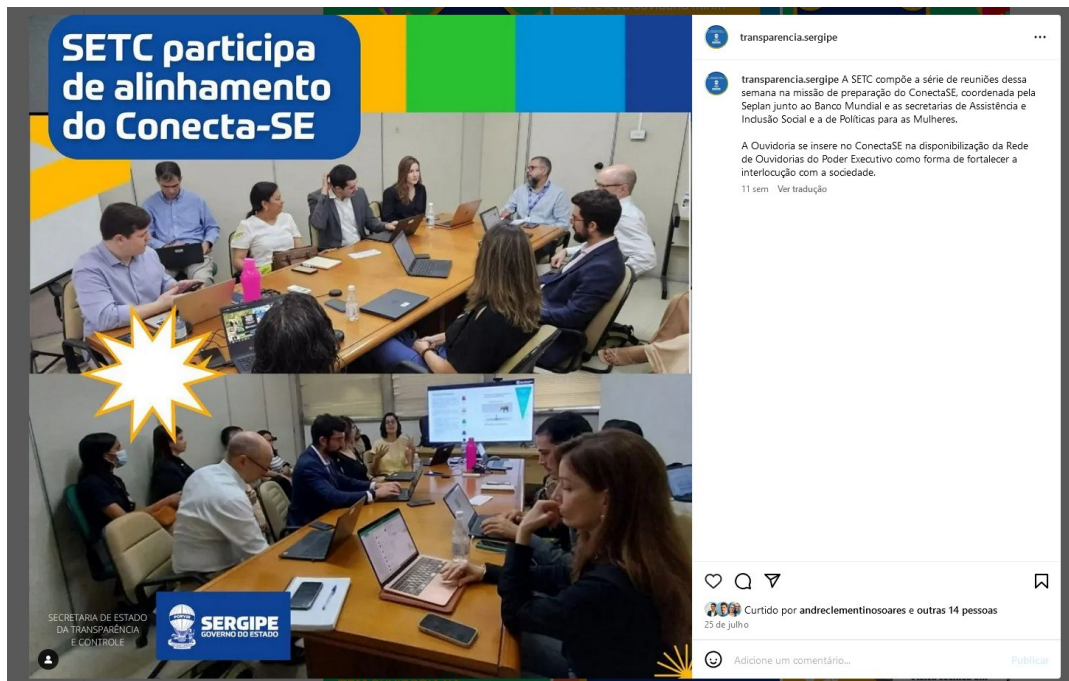 SETC participa
de alinhamento
do Conecta-SE
SECRETARIA DE ESTADO
DA TRANSPARÊNCIA
E CONTROLE
SERGIPE
GOVERNO DO ESTADO
transparencia.sergipe
transparencia.sergipe A SETC compõe a série de reuniões dessa
semana na missão de preparação do ConectaSE, coordenada pela
Seplan junto ao Banco Mundial e as secretarias de Assistência e
Inclusão Social e a de Políticas para as Mulheres.
A Ouvidoria se insere no ConectaSE na disponibilização da Rede
de Ouvidorias do Poder Executivo como forma de fortalecer a
interlocução com a sociedade.
11 sem Ver tradução
Curtido por andreclementinosoares e outras 14 pessoas
25 de julho
Adicione um comentário...
Publicar